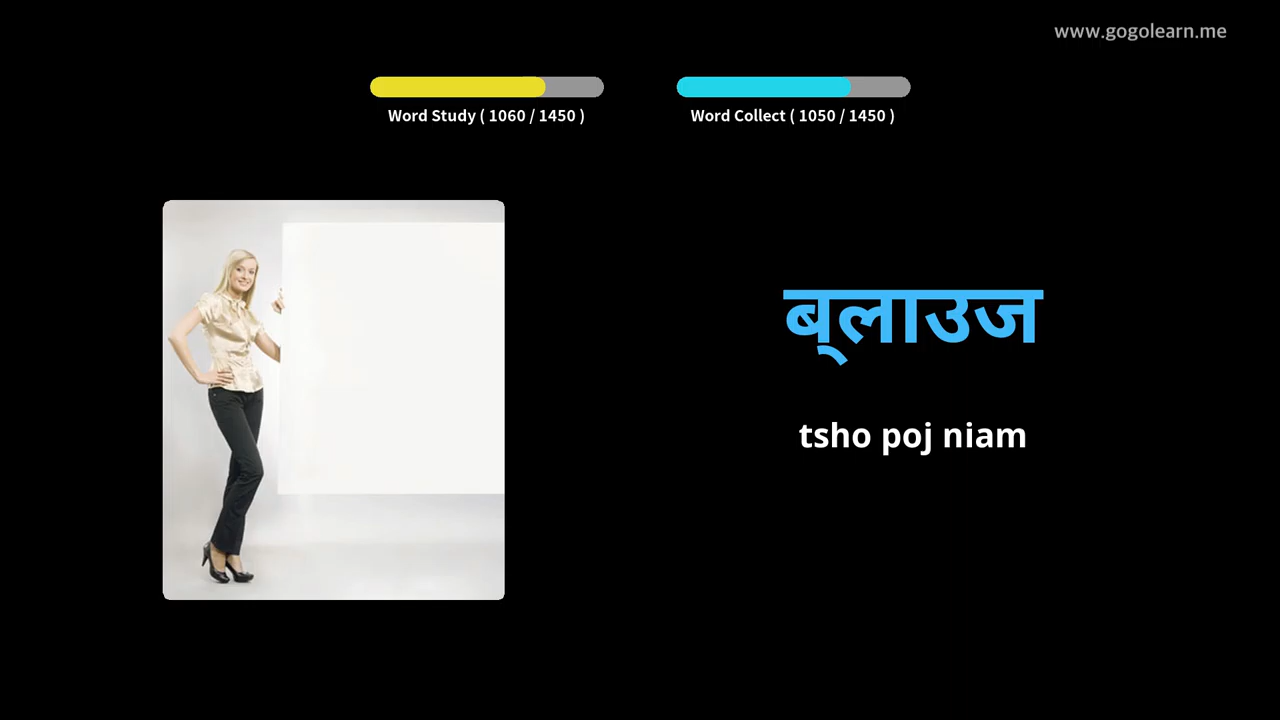 www.gogolearn.me
Word Study ( 1060 / 1450 )
Word Collect ( 1050 / 1450 )
ब्लाउज
tsho poj niam